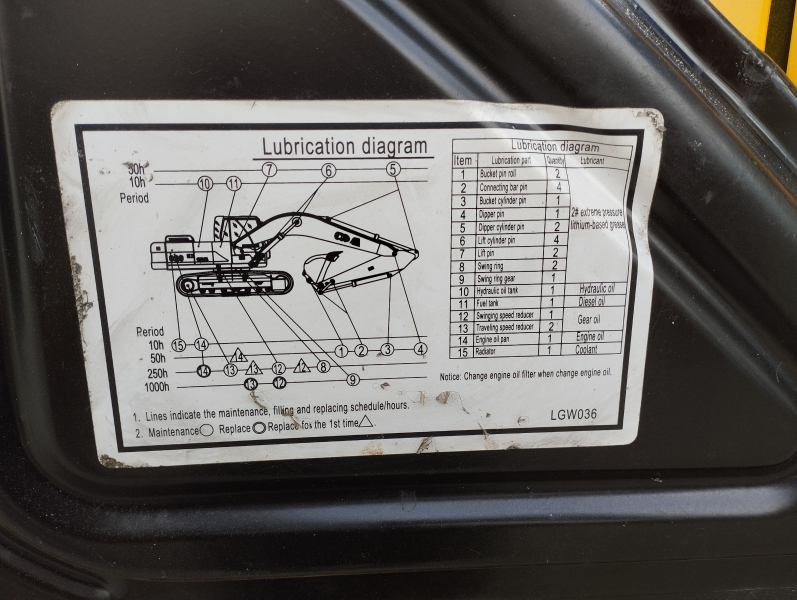 Lubrication diagram
50h
10h
Period
10 11 7 6 5
Period
10h
50h
250h
1000h
15 14 1 2 3 4
14
14 13 13 12 12 8
13 12 9
1. Lines indicate the maintenance, filling and replacing schedule/hours.
2. Maintenance Replace Replace for the 1st time
Lubrication diagram
Item Lubrication part Quantity Lubricant
1 Bucket pin roll 2
2 Connecting bar pin 4
3 Bucket cylinder pin 1
4 Dipper pin 1 2# extreme pressure
5 Dipper cylinder pin 2 lithium-based grease
6 Lift cylinder pin 4
7 Lift pin 2
8 Swing ring 2
9 Swing ring gear 1
10 Hydraulic oil tank 1 Hydraulic oil
11 Fuel tank 1 Diesel oil
12 Swinging speed reducer 1 Gear oil
13 Traveling speed reducer 2
14 Engine oil pan 1 Engine oil
15 Radiator 1 Coolant
Notice: Change engine oil filter when change engine oil.
LGW036